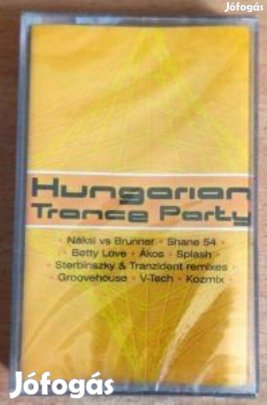 Jófogás
Hungarian
Trance Party
• Náksi vs Brunner • Shane 54 •
Betty Love • Ákos • Splash •
Sterbinszky & Tranzident remixes •
Groovehouse • V-Tech • Kozmix •
Jófogás